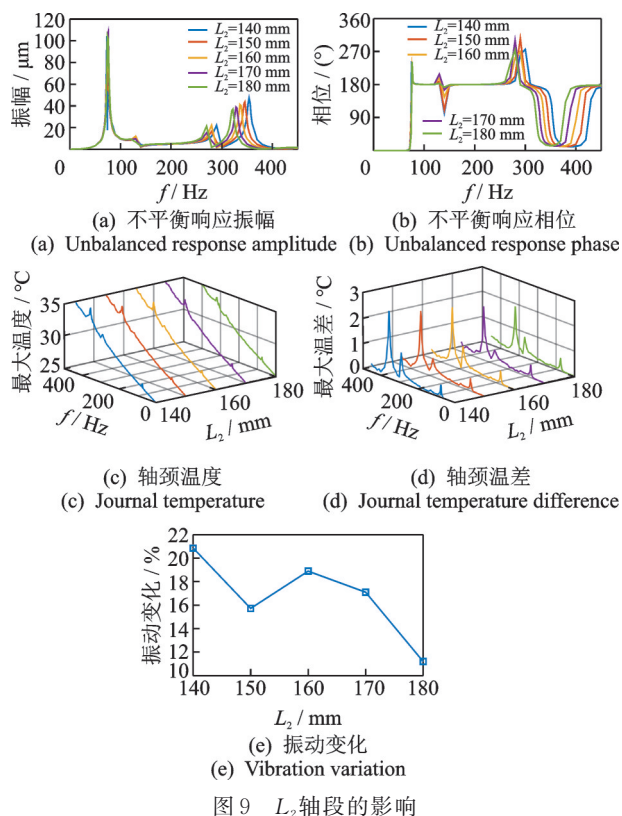 120
100
80
60
40
20
0
振幅 / μm
L₂=140 mm
L₂=150 mm
L₂=160 mm
L₂=170 mm
L₂=180 mm
0 100 200 300 400
f / Hz
(a) 不平衡响应振幅
(a) Unbalanced response amplitude
360
270
180
90
相位 / (°)
L₂=140 mm
L₂=150 mm
L₂=160 mm
L₂=170 mm
L₂=180 mm
0 100 200 300 400
f / Hz
(b) 不平衡响应相位
(b) Unbalanced response phase
35
30
25
最大温度 / ℃
400
200
0
f / Hz
140
160
180
L₂ / mm
(c) 轴颈温度
(c) Journal temperature
3
2
1
0
最大温差 / ℃
400
200
0
f / Hz
140
160
180
L₂ / mm
(d) 轴颈温差
(d) Journal temperature difference
22
20
18
16
14
12
10
振动变化 / %
140 150 160 170 180
L₂ / mm
(e) 振动变化
(e) Vibration variation
图 9 L₂轴段的影响